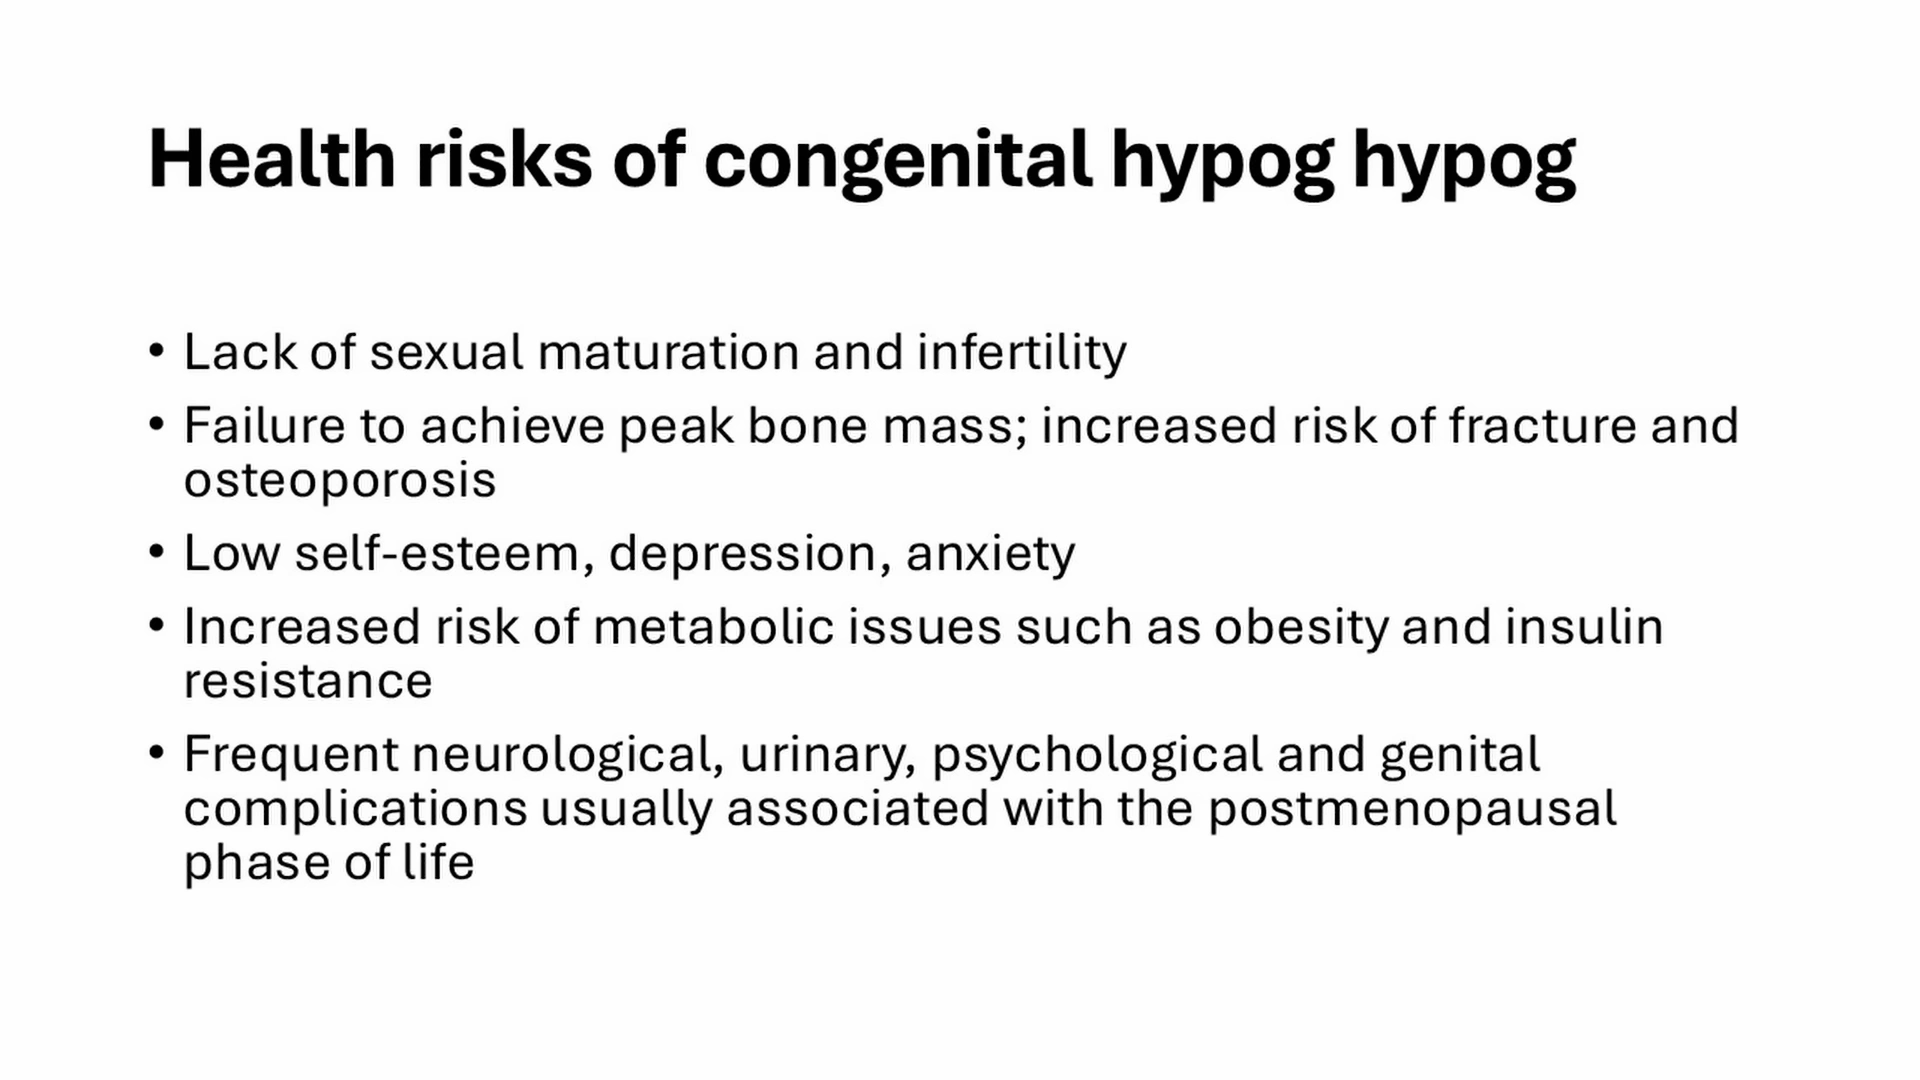 Health risks of congenital hypog hypog
• Lack of sexual maturation and infertility
• Failure to achieve peak bone mass; increased risk of fracture and
osteoporosis
• Low self-esteem, depression, anxiety
• Increased risk of metabolic issues such as obesity and insulin
resistance
• Frequent neurological, urinary, psychological and genital
complications usually associated with the postmenopausal
phase of life